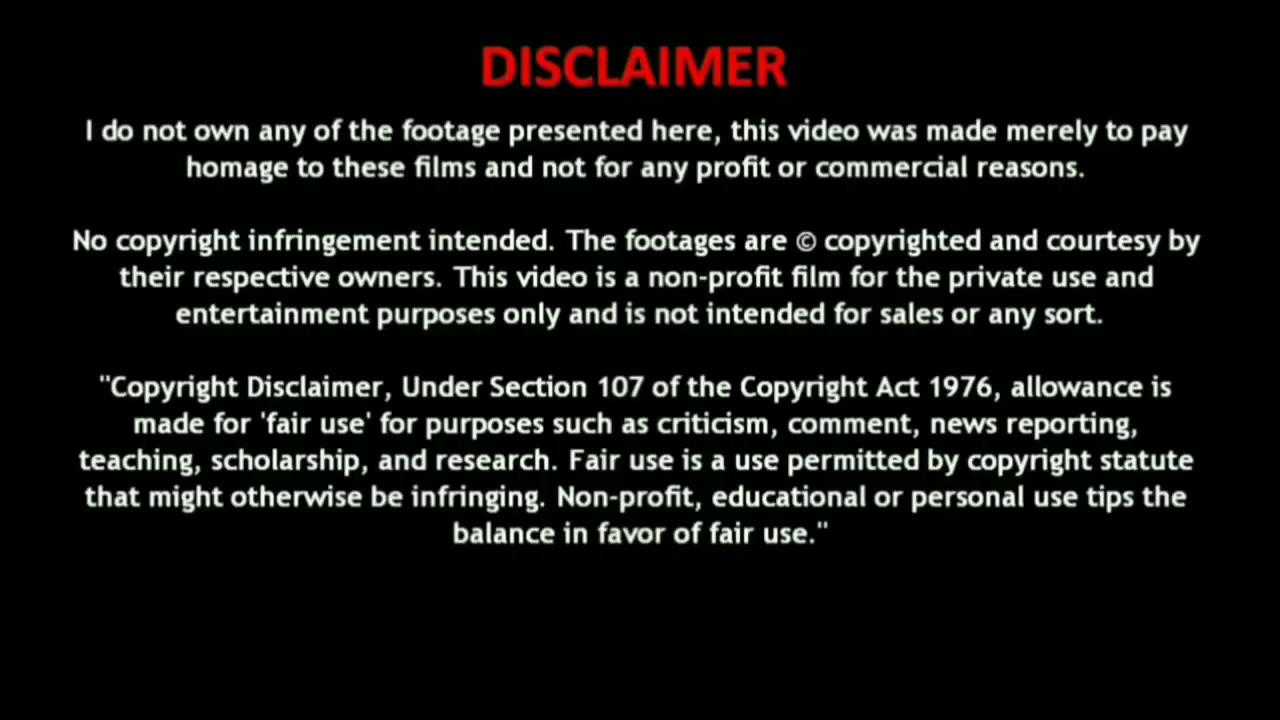 DISCLAIMER
I do not own any of the footage presented here, this video was made merely to pay
homage to these films and not for any profit or commercial reasons.
No copyright infringement intended. The footages are © copyrighted and courtesy by
their respective owners. This video is a non-profit film for the private use and
entertainment purposes only and is not intended for sales or any sort.
"Copyright Disclaimer, Under Section 107 of the Copyright Act 1976, allowance is
made for 'fair use' for purposes such as criticism, comment, news reporting,
teaching, scholarship, and research. Fair use is a use permitted by copyright statute
that might otherwise be infringing. Non-profit, educational or personal use tips the
balance in favor of fair use."